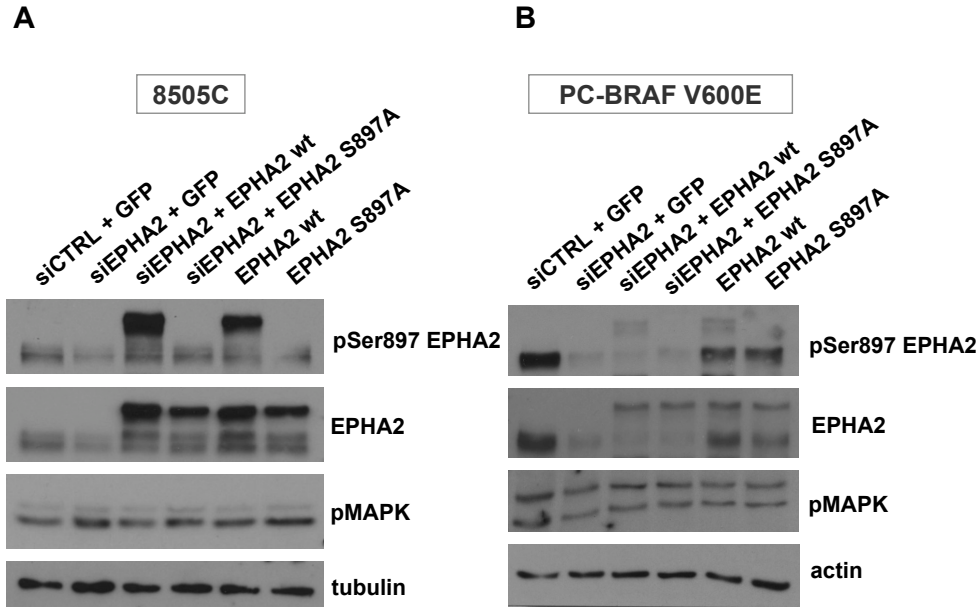 A
8505C
siCTRL + GFP
siEPHA2 + GFP
siEPHA2 + EPHA2 wt
siEPHA2 + EPHA2 S897A
EPHA2 wt
EPHA2 S897A
pSer897 EPHA2
EPHA2
pMAPK
tubulin
B
PC-BRAF V600E
siCTRL + GFP
siEPHA2 + GFP
siEPHA2 + EPHA2 wt
siEPHA2 + EPHA2 S897A
EPHA2 wt
EPHA2 S897A
pSer897 EPHA2
EPHA2
pMAPK
actin